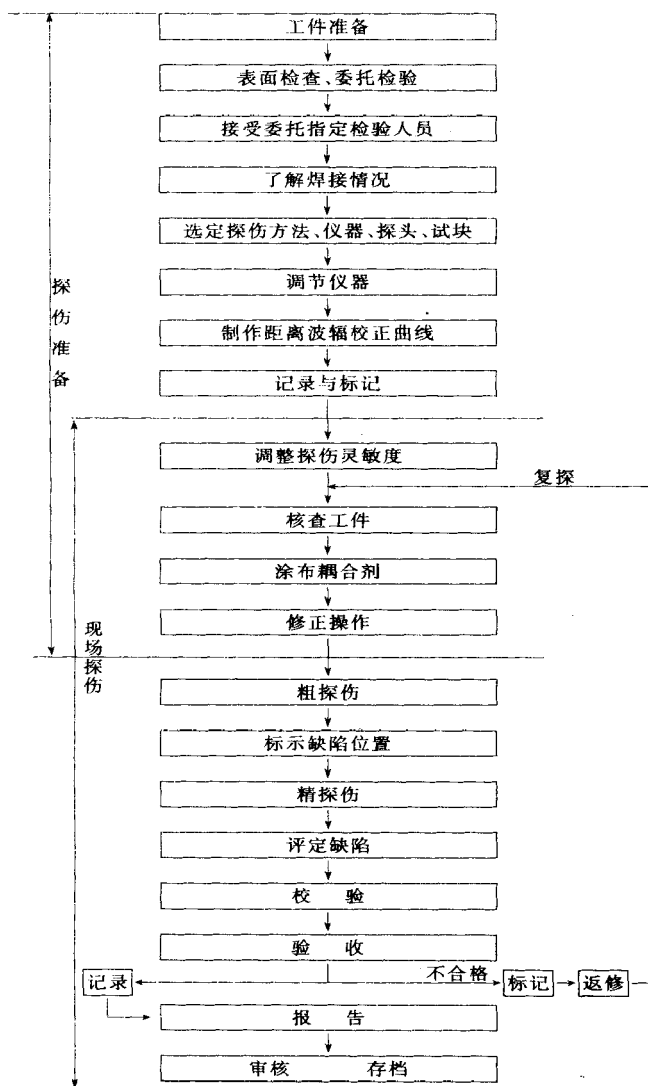 工件准备
表面检查、委托检验
接受委托指定检验人员
了解焊接情况
选定探伤方法、仪器、探头、试块
调节仪器
制作距离波辐校正曲线
记录与标记
探伤准备
调整探伤灵敏度
复探
核查工件
涂布耦合剂
修正操作
现场探伤
粗探伤
标示缺陷位置
精探伤
评定缺陷
校 验
验 收
不合格
记录
标记
返修
报 告
审核 存档